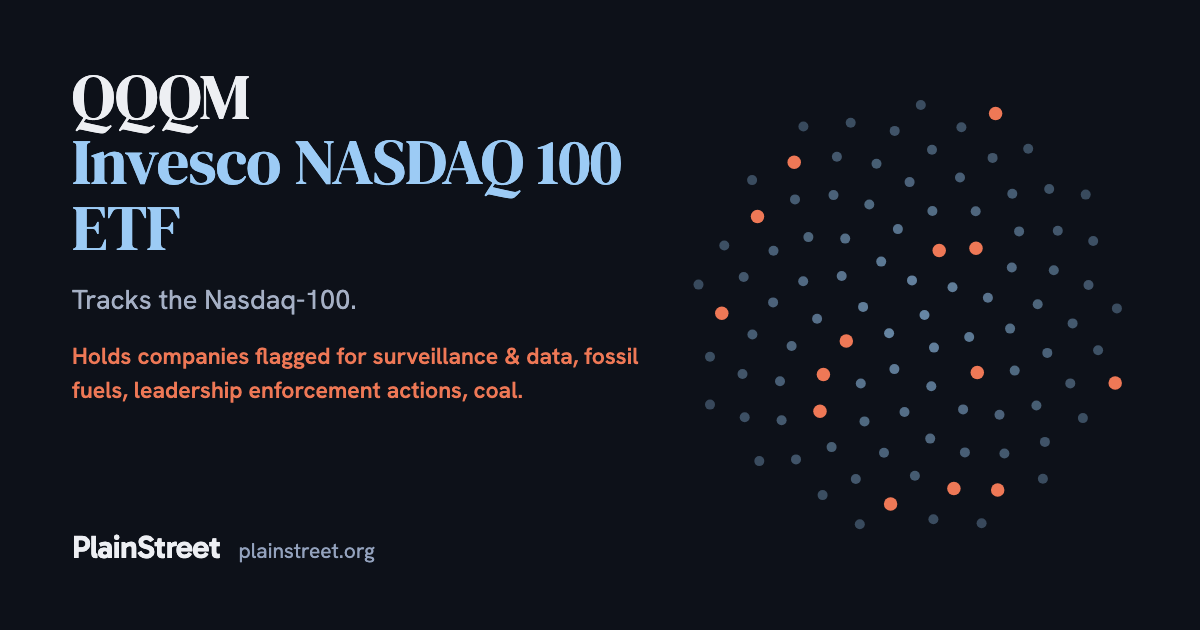 QQQM
Invesco NASDAQ 100
ETF
Tracks the Nasdaq-100.
Holds companies flagged for surveillance & data, fossil
fuels, leadership enforcement actions, coal.
PlainStreet plainstreet.org